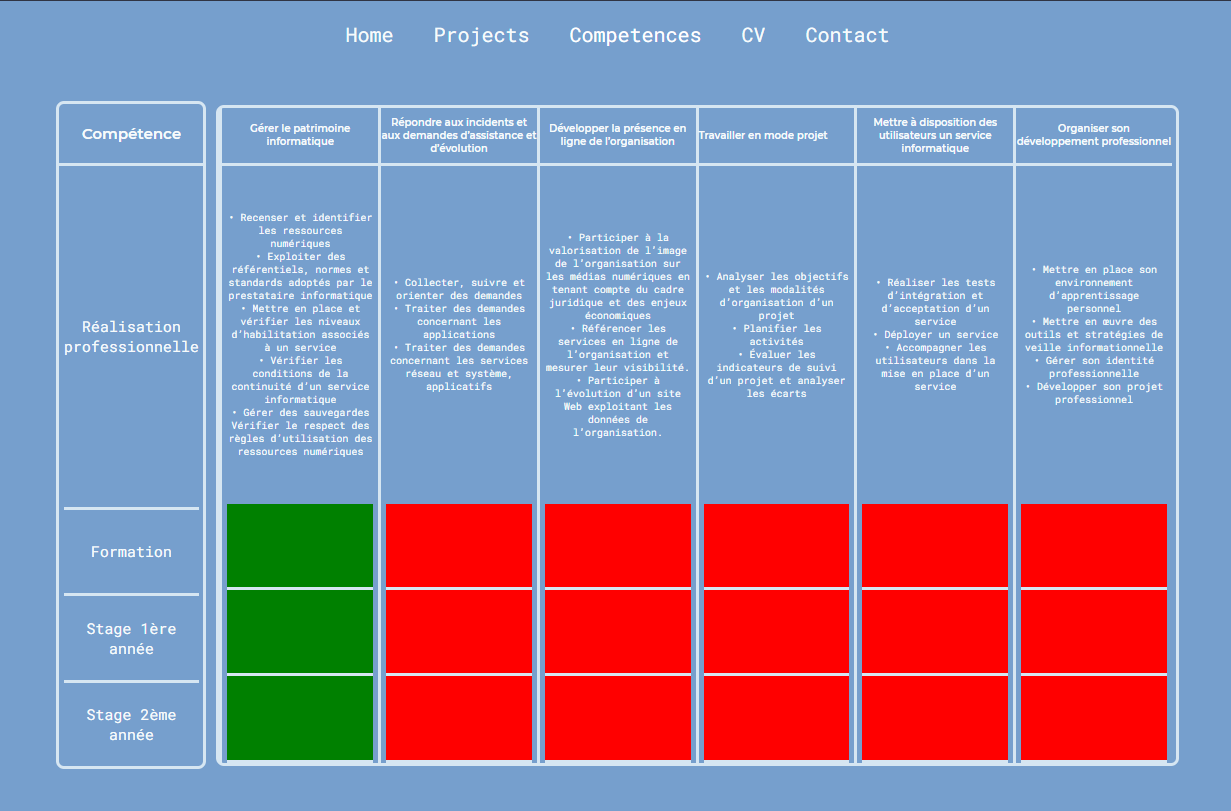 Home Projects Competences CV Contact
Compétence
Gérer le patrimoine
informatique
Répondre aux incidents et
aux demandes d'assistance et
d'évolution
Développer la présence en
ligne de l'organisation
Travailler en mode projet
Mettre à disposition des
utilisateurs un service
informatique
Organiser son
développement professionnel
Réalisation
professionnelle
• Recenser et identifier
les ressources
numériques
• Exploiter des
référentiels, normes et
standards adoptés par le
prestataire informatique
• Mettre en place et
vérifier les niveaux
d'habilitation associés
à un service
• Vérifier les
conditions de la
continuité d'un service
informatique
• Gérer des sauvegardes
Vérifier le respect des
règles d'utilisation des
ressources numériques
• Collecter, suivre et
orienter des demandes
• Traiter des demandes
concernant les
applications
• Traiter des demandes
concernant les services
réseau et système,
applicatifs
• Participer à la
valorisation de l'image
de l'organisation sur
les médias numériques en
tenant compte du cadre
juridique et des enjeux
économiques
• Référencer les
services en ligne de
l'organisation et
mesurer leur visibilité.
• Participer à
l'évolution d'un site
Web exploitant les
données de
l'organisation.
• Analyser les objectifs
et les modalités
d'organisation d'un
projet
• Planifier les
activités
• Évaluer les
indicateurs de suivi
d'un projet et analyser
les écarts
• Réaliser les tests
d'intégration et
d'acceptation d'un
service
• Déployer un service
• Accompagner les
utilisateurs dans la
mise en place d'un
service
• Mettre en place son
environnement
d'apprentissage
personnel
• Mettre en œuvre des
outils et stratégies de
veille informationnelle
• Gérer son identité
professionnelle
• Développer son projet
professionnel
Formation
Stage 1ère
année
Stage 2ème
année